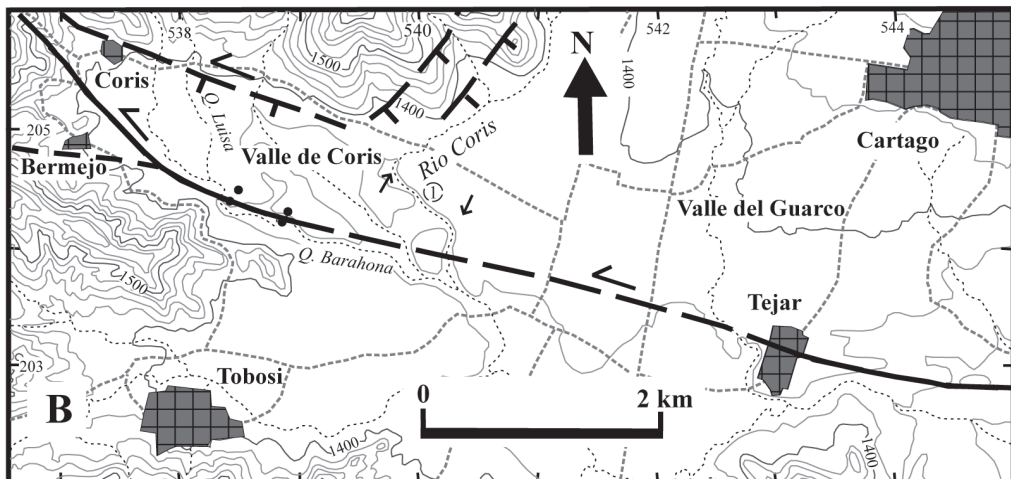 538
540
542
544
1500
N
1400
Coris
1400
Q. Luisa
205
Cartago
Bermejo
Valle de Coris
Rio Coris
1
Valle del Guarco
Q. Barahona
1500
Tejar
203
Tobosi
0
2 km
B
1400
1400